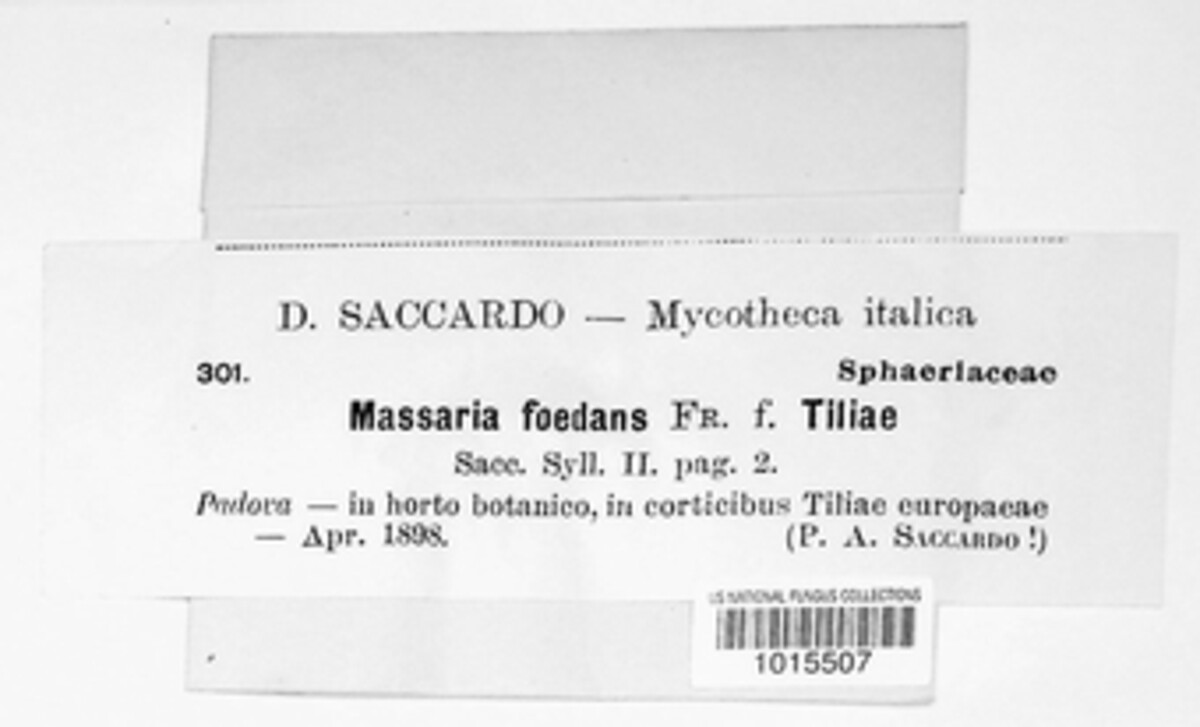 D. SACCARDO — Mycotheca italica
301. Sphaeriaceae
Massaria foedans FR. f. Tiliae
Sacc. Syll. II. pag. 2.
Padova — in horto botanico, in corticibus Tiliae europaeae
— Apr. 1898. (P. A. SACCARDO !)
US NATIONAL FUNGUS COLLECTIONS
1015507